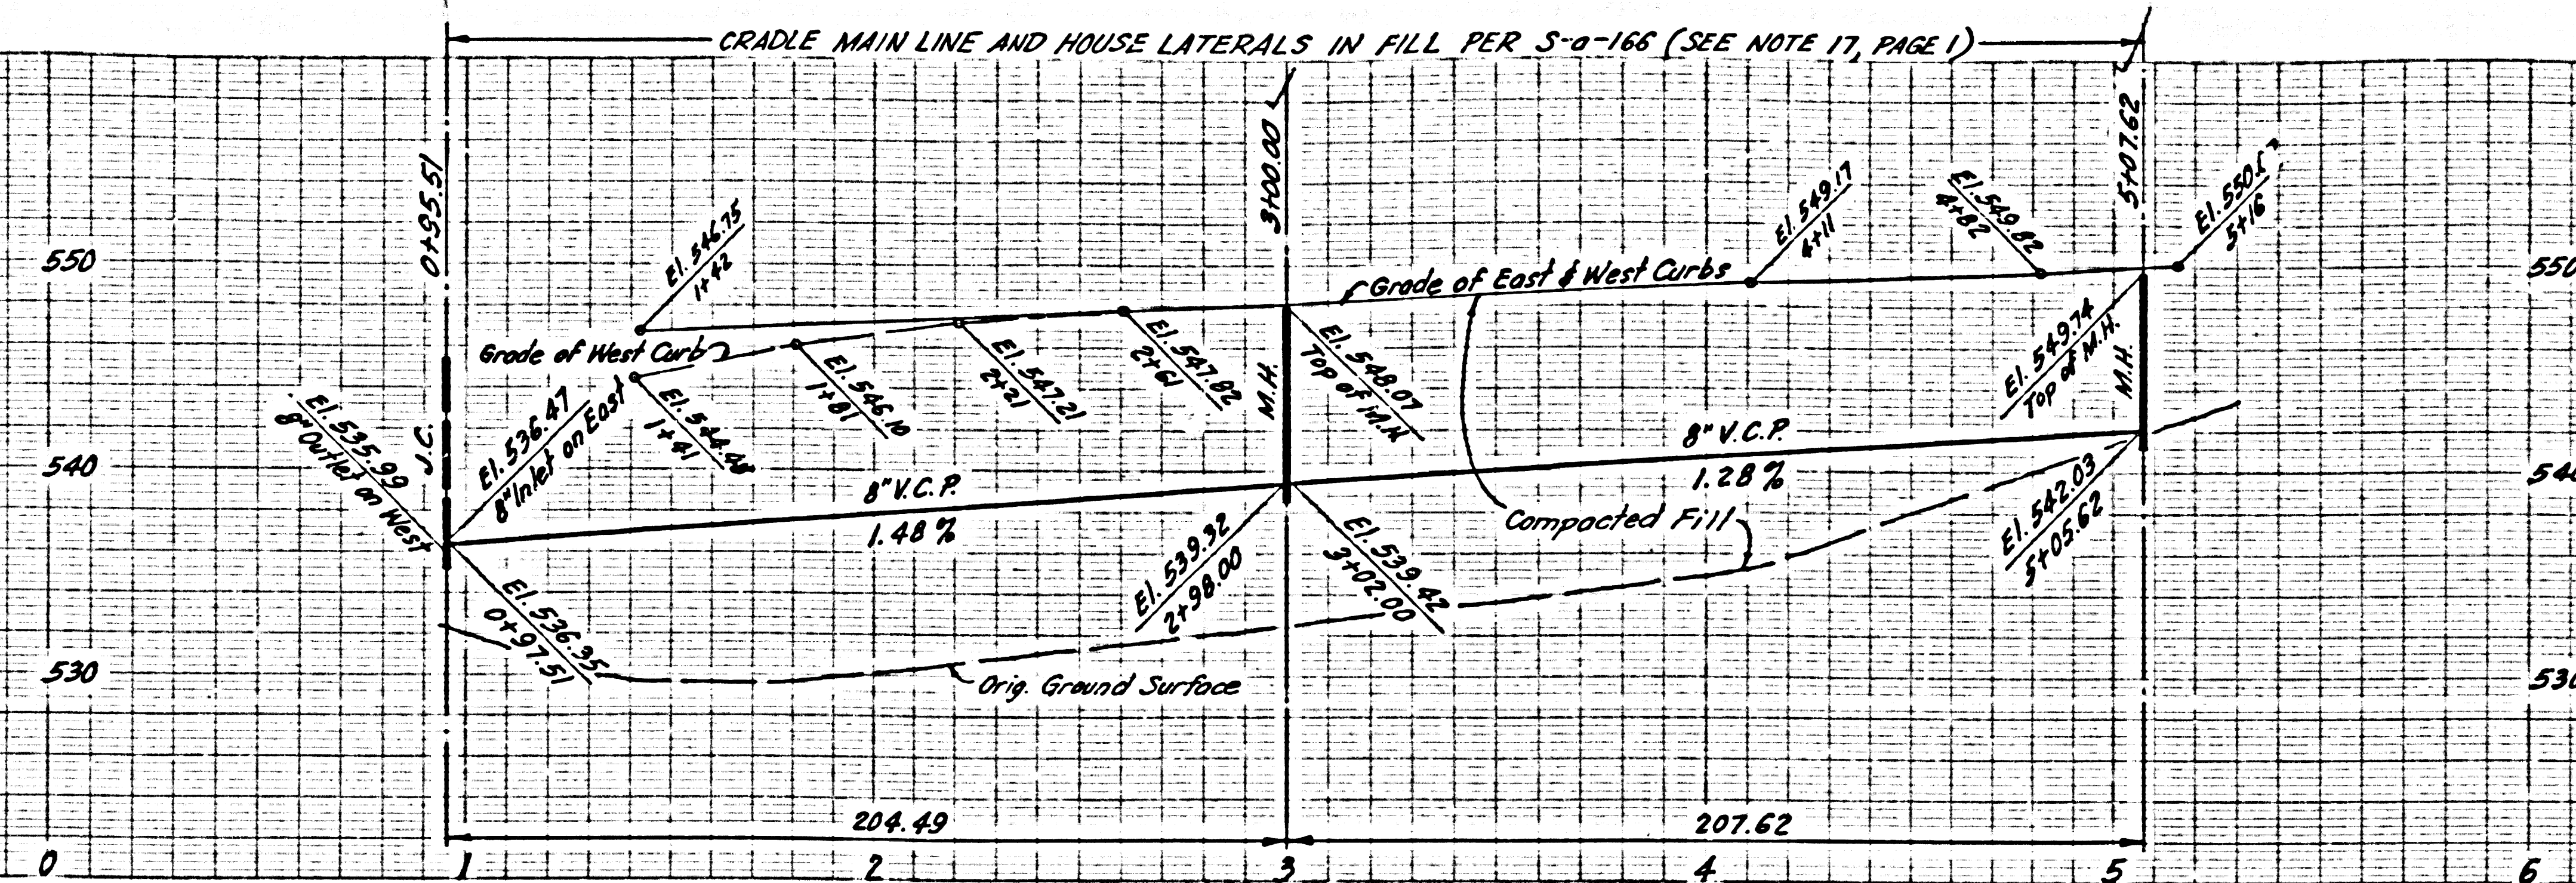 CRADLE MAIN LINE AND HOUSE LATERALS IN FILL PER S-a-166 (SEE NOTE 17, PAGE 1)
0+95.51
3+00.00
5+07.62
550
550
540
540
530
530
El. 546.75
1+42
El. 549.17
4+11
El. 549.82
4+82
5+16
Grade of East & West Curbs
Grade of West Curb
El. 544.46
1+41
El. 546.10
1+81
El. 547.21
2+21
El. 547.82
2+61
M.H.
El. 548.07
Top of M.H.
El. 549.74
Top of M.H.
M.H.
El. 535.99
8" Outlet on West
J.C.
El. 536.47
8" Inlet on East
8" V.C.P.
1.48 %
8" V.C.P.
1.28 %
Compacted Fill
El. 536.35
0+97.51
El. 539.32
2+98.00
El. 539.42
3+02.00
El. 542.03
5+05.62
Orig. Ground Surface
204.49
207.62
0
1
2
3
4
5
6